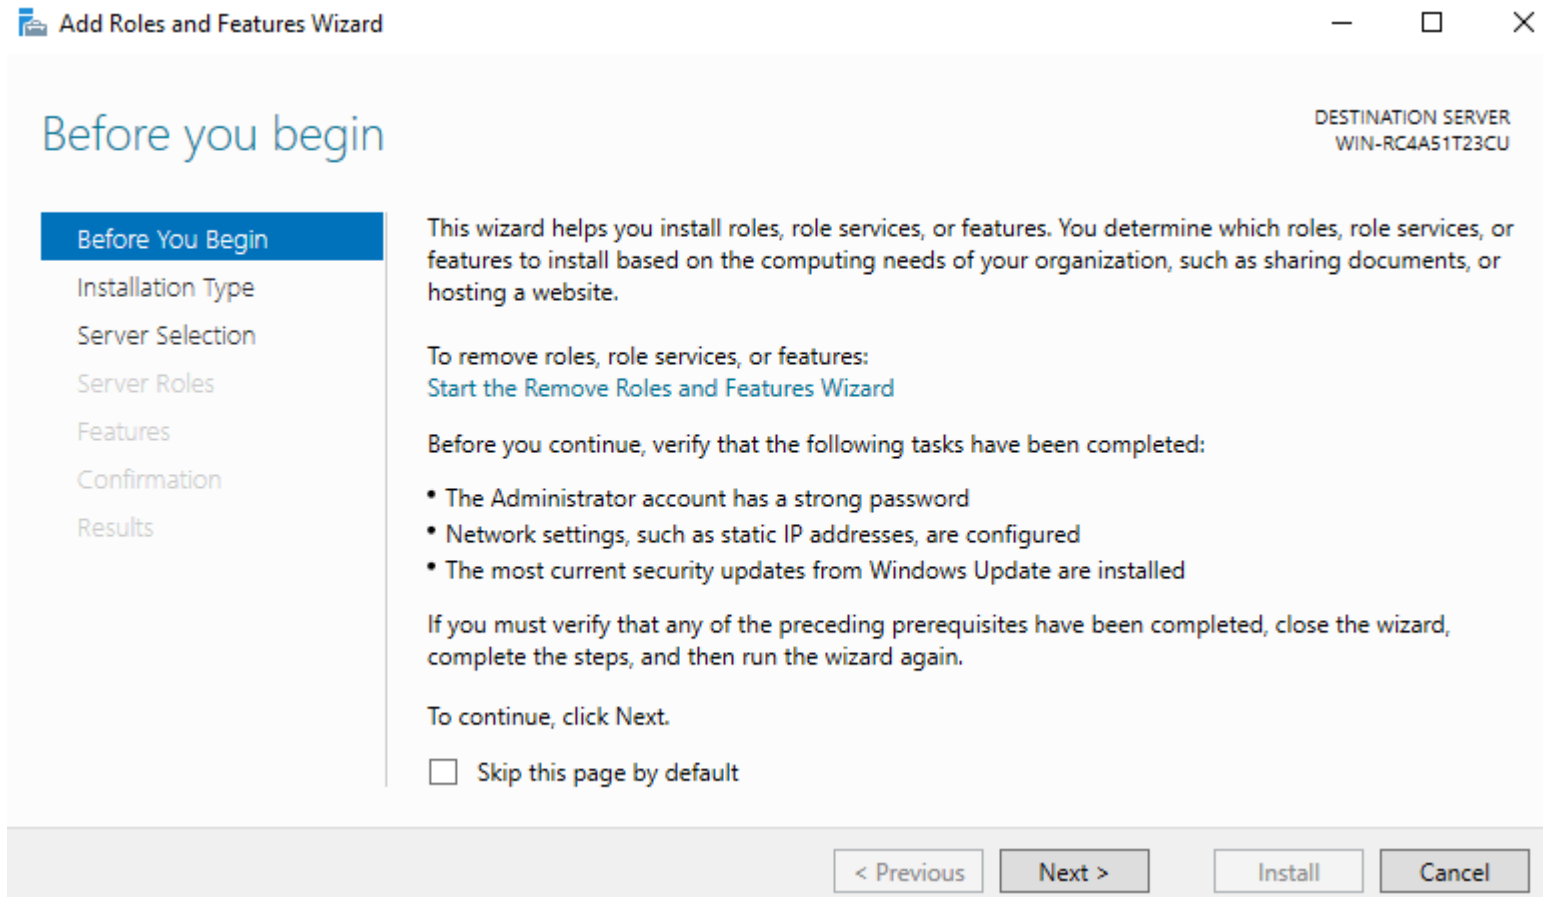 Add Roles and Features Wizard
Before you begin
DESTINATION SERVER
WIN-RC4A51T23CU
Before You Begin
Installation Type
Server Selection
Server Roles
Features
Confirmation
Results
This wizard helps you install roles, role services, or features. You determine which roles, role services, or
features to install based on the computing needs of your organization, such as sharing documents, or
hosting a website.
To remove roles, role services, or features:
Start the Remove Roles and Features Wizard
Before you continue, verify that the following tasks have been completed:
• The Administrator account has a strong password
• Network settings, such as static IP addresses, are configured
• The most current security updates from Windows Update are installed
If you must verify that any of the preceding prerequisites have been completed, close the wizard,
complete the steps, and then run the wizard again.
To continue, click Next.
Skip this page by default
< Previous
Next >
Install
Cancel